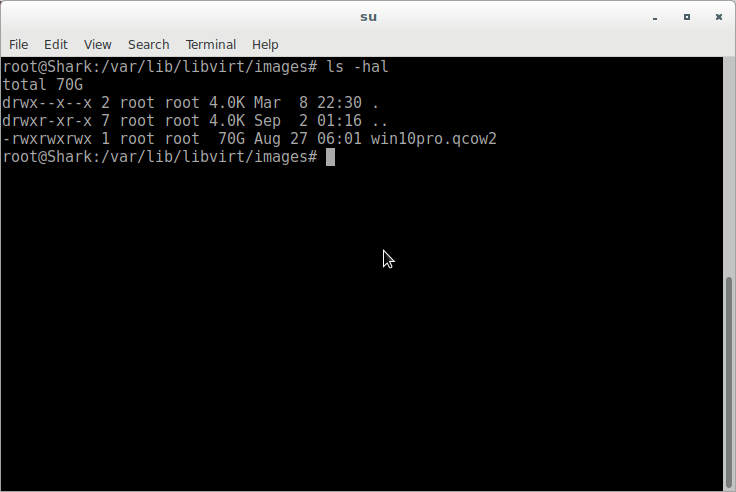 su
File Edit View Search Terminal Help
root@Shark:/var/lib/libvirt/images# ls -hal
total 70G
drwx--x--x 2 root root 4.0K Mar  8 22:30 .
drwxr-xr-x 7 root root 4.0K Sep  2 01:16 ..
-rwxrwxrwx 1 root root  70G Aug 27 06:01 win10pro.qcow2
root@Shark:/var/lib/libvirt/images#